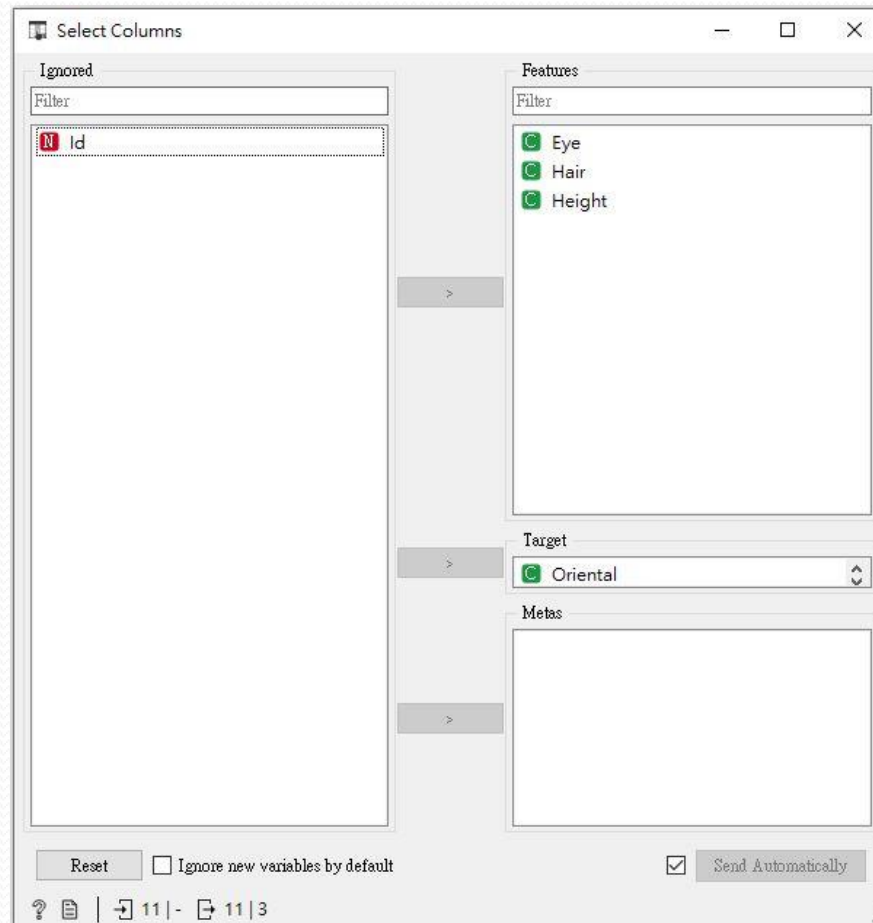 Select Columns
Ignored
Filter
N Id
>
>
>
Features
Filter
C Eye
C Hair
C Height
Target
C Oriental
Metas
Reset
Ignore new variables by default
Send Automatically
? | 11 | - 11 | 3